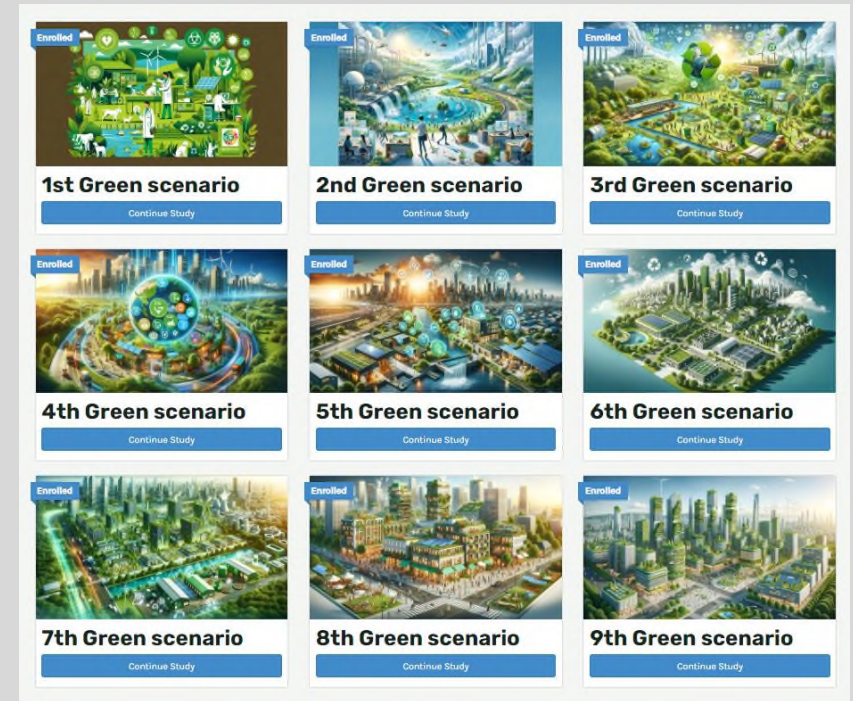 Enrolled
Enrolled
Enrolled
1st Green scenario
2nd Green scenario
3rd Green scenario
Continue Study
Continue Study
Continue Study
Enrolled
Enrolled
Enrolled
4th Green scenario
5th Green scenario
6th Green scenario
Continue Study
Continue Study
Continue Study
Enrolled
Enrolled
Enrolled
7th Green scenario
8th Green scenario
9th Green scenario
Continue Study
Continue Study
Continue Study